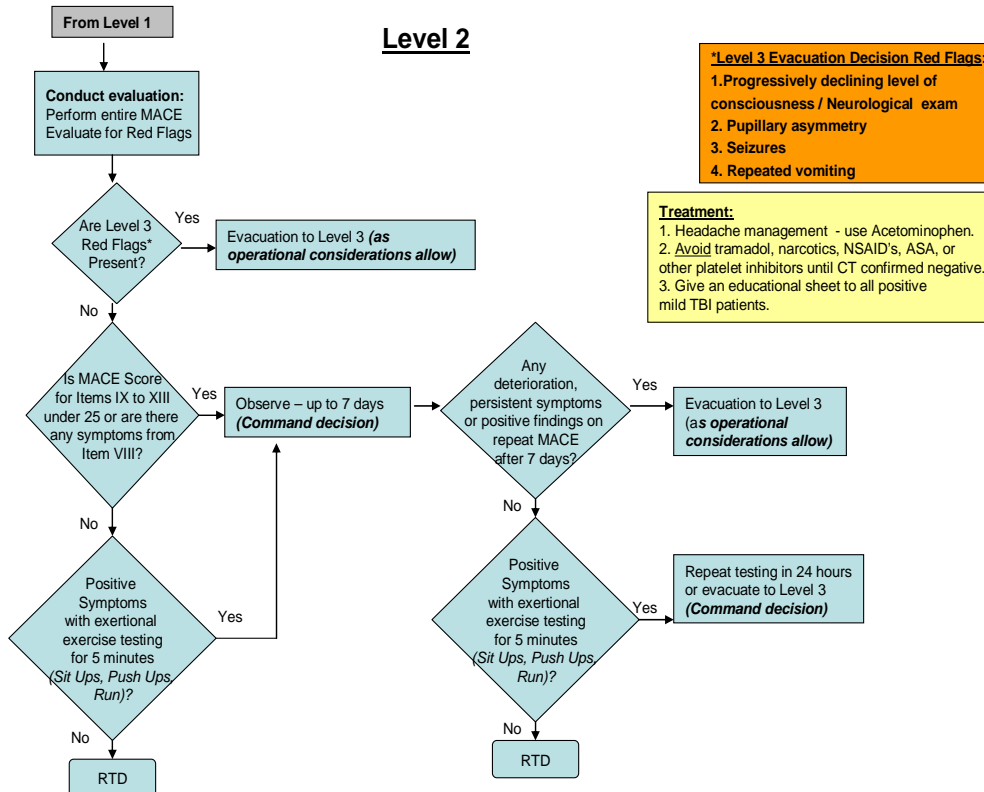 From Level 1
Level 2
*Level 3 Evacuation Decision Red Flags:
1.Progressively declining level of
consciousness / Neurological exam
2. Pupillary asymmetry
3. Seizures
4. Repeated vomiting
Conduct evaluation:
Perform entire MACE
Evaluate for Red Flags
Treatment:
1. Headache management - use Acetominophen.
2. Avoid tramadol, narcotics, NSAID's, ASA, or
other platelet inhibitors until CT confirmed negative.
3. Give an educational sheet to all positive
mild TBI patients.
Are Level 3
Red Flags*
Present?
Yes
Evacuation to Level 3 (as
operational considerations allow)
No
Is MACE Score
for Items IX to XIII
under 25 or are there
any symptoms from
Item VIII?
Yes
Observe – up to 7 days
(Command decision)
Any
deterioration,
persistent symptoms
or positive findings on
repeat MACE
after 7 days?
Yes
Evacuation to Level 3
(as operational
considerations allow)
No
No
Positive
Symptoms
with exertional
exercise testing
for 5 minutes
(Sit Ups, Push Ups,
Run)?
Yes
Positive
Symptoms
with exertional
exercise testing
for 5 minutes
(Sit Ups, Push Ups,
Run)?
Yes
Repeat testing in 24 hours
or evacuate to Level 3
(Command decision)
No
RTD
No
RTD